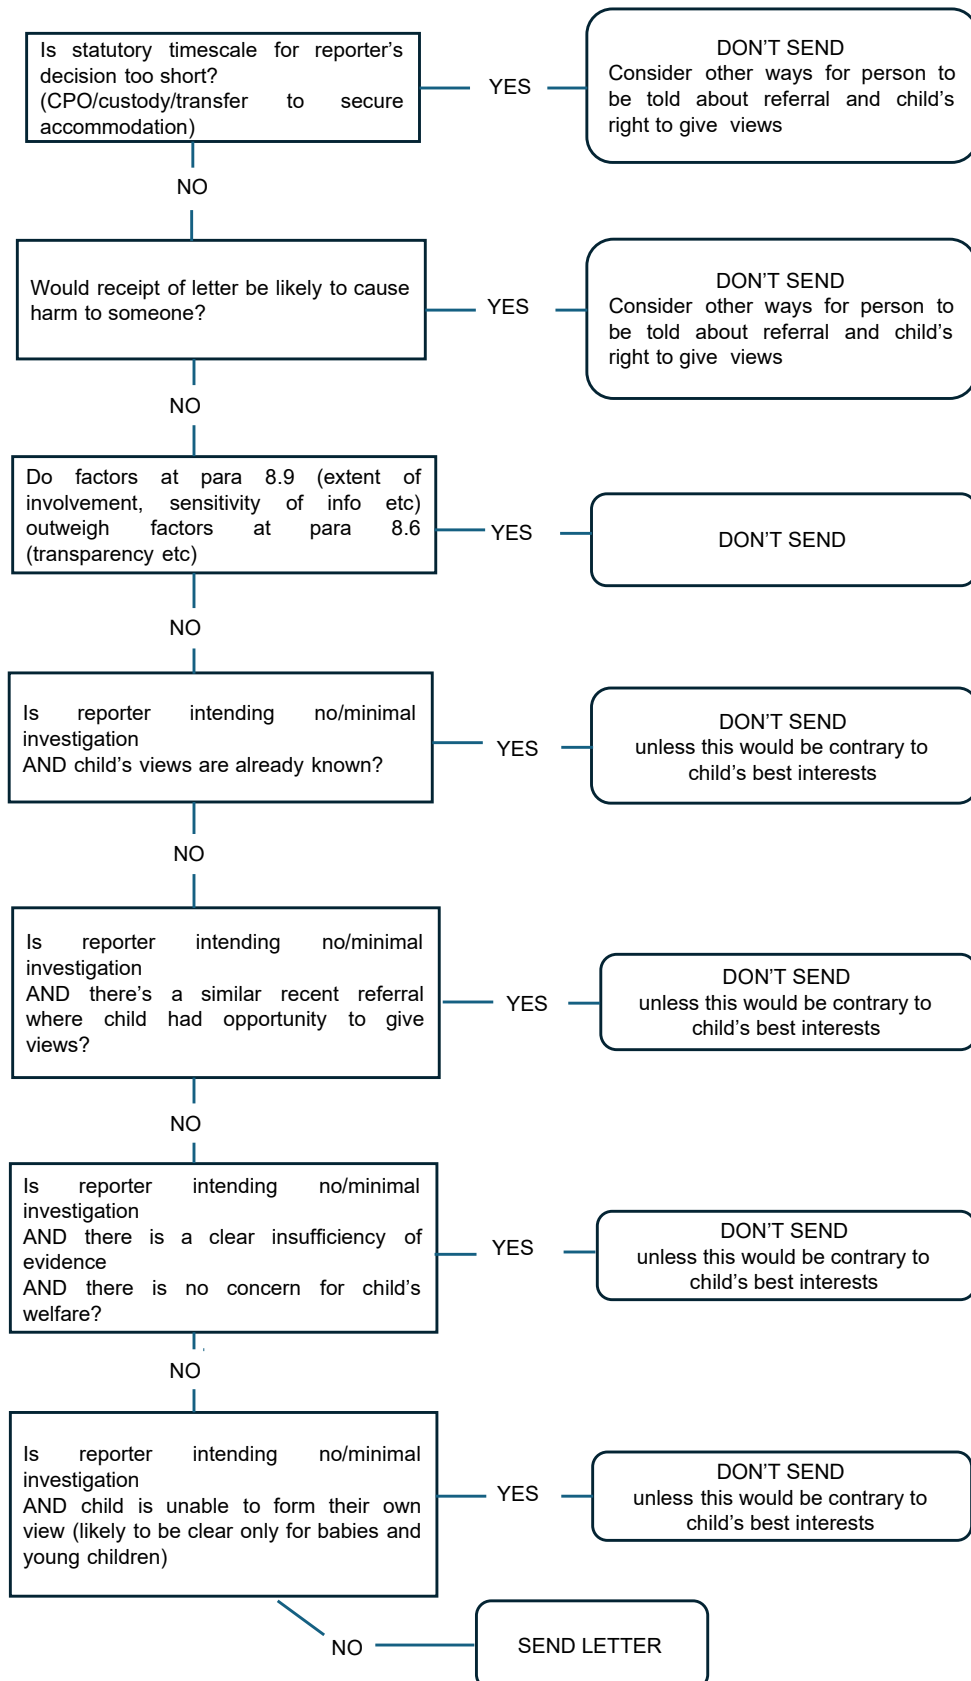 Is statutory timescale for reporter's
decision too short?
(CPO/custody/transfer to secure
accommodation)
YES
DON'T SEND
Consider other ways for person to
be told about referral and child's
right to give views
NO
Would receipt of letter be likely to cause
harm to someone?
YES
DON'T SEND
Consider other ways for person to
be told about referral and child's
right to give views
NO
Do factors at para 8.9 (extent of
involvement, sensitivity of info etc)
outweigh factors at para 8.6
(transparency etc)
YES
DON'T SEND
NO
Is reporter intending no/minimal
investigation
AND child's views are already known?
YES
DON'T SEND
unless this would be contrary to
child's best interests
NO
Is reporter intending no/minimal
investigation
AND there's a similar recent referral
where child had opportunity to give
views?
YES
DON'T SEND
unless this would be contrary to
child's best interests
NO
Is reporter intending no/minimal
investigation
AND there is a clear insufficiency of
evidence
AND there is no concern for child's
welfare?
YES
DON'T SEND
unless this would be contrary to
child's best interests
NO
Is reporter intending no/minimal
investigation
AND child is unable to form their own
view (likely to be clear only for babies and
young children)
YES
DON'T SEND
unless this would be contrary to
child's best interests
NO
SEND LETTER